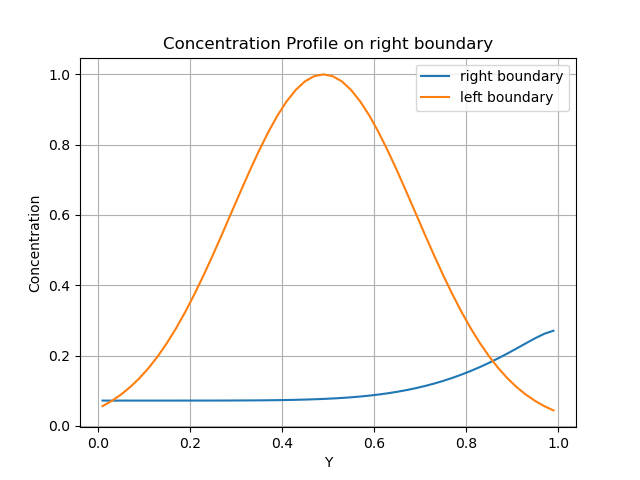 Concentration Profile on right boundary
right boundary
left boundary
Concentration
1.0
0.8
0.6
0.4
0.2
0.0
0.0 0.2 0.4 0.6 0.8 1.0
Y